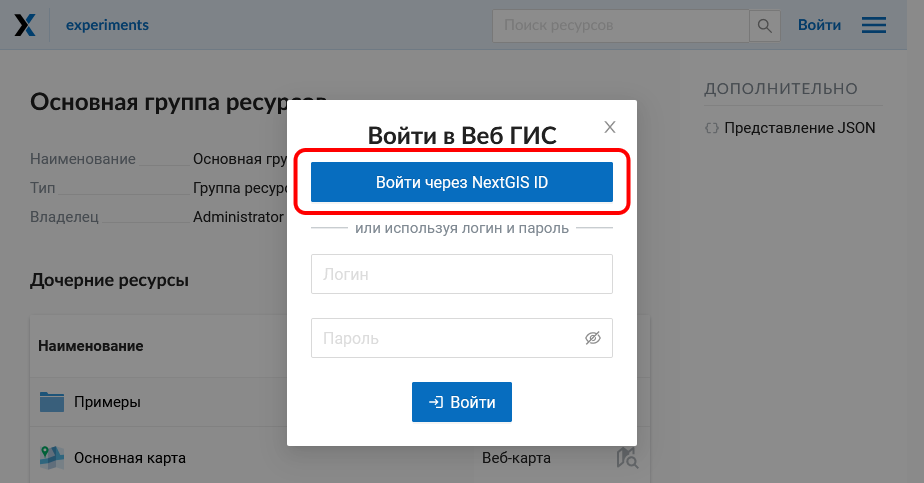 experiments
Поиск ресурсов
Войти
Основная группа ресурсов
ДОПОЛНИТЕЛЬНО
Представление JSON
Наименование
Основная гру
Тип
Группа ресурс
Владелец
Administrator
Войти в Веб ГИС
Войти через NextGIS ID
или используя логин и пароль
Логин
Пароль
Войти
Дочерние ресурсы
Наименование
Примеры
Основная карта
Веб-карта